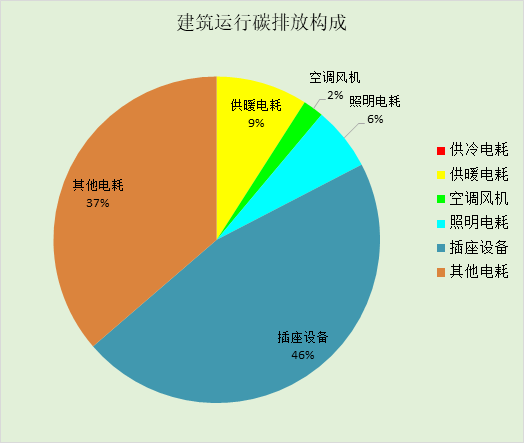 建筑运行碳排放构成
供暖电耗
9%
空调风机
2%
照明电耗
6%
插座设备
46%
其他电耗
37%
供冷电耗
供暖电耗
空调风机
照明电耗
插座设备
其他电耗